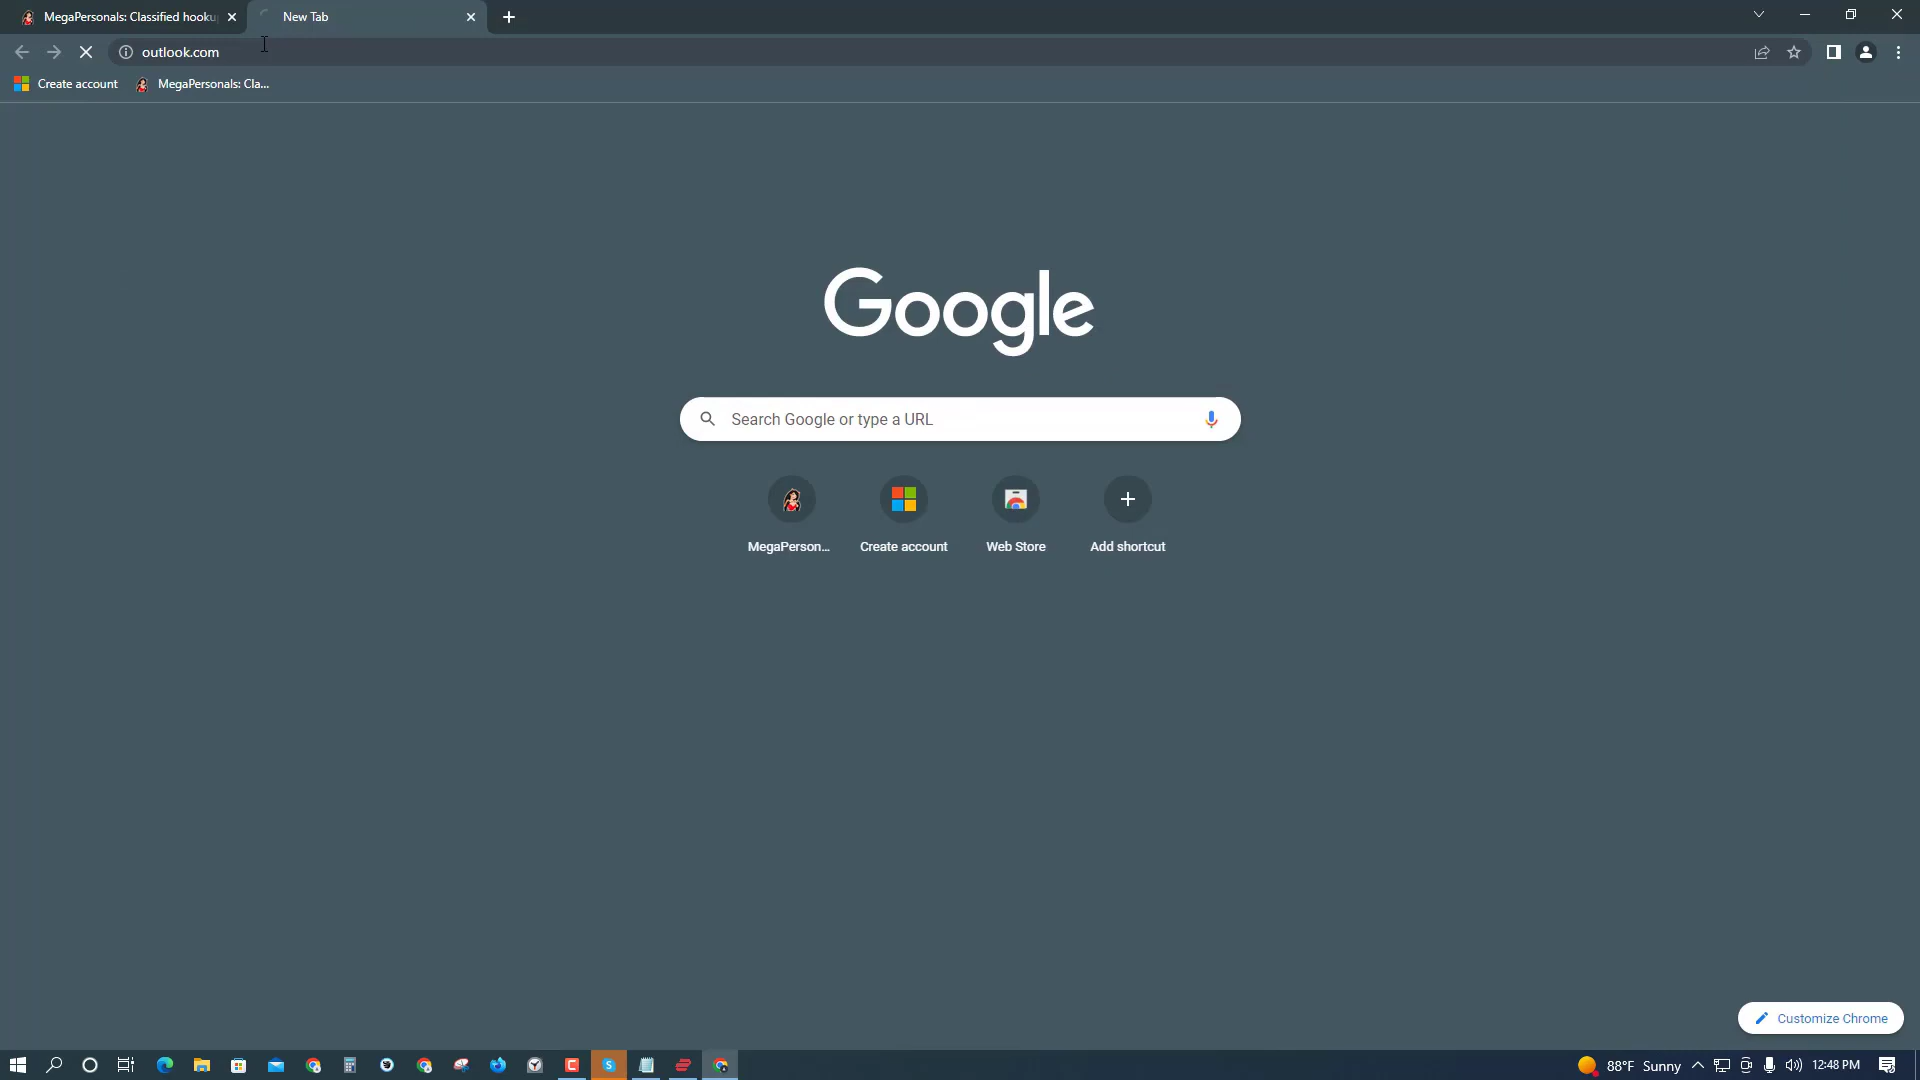 MegaPersonals: Classified hooku
New Tab
outlook.com
Create account
MegaPersonals: Cla...
Google
Search Google or type a URL
MegaPerson...
Create account
Web Store
Add shortcut
Customize Chrome
88°F Sunny
12:48 PM